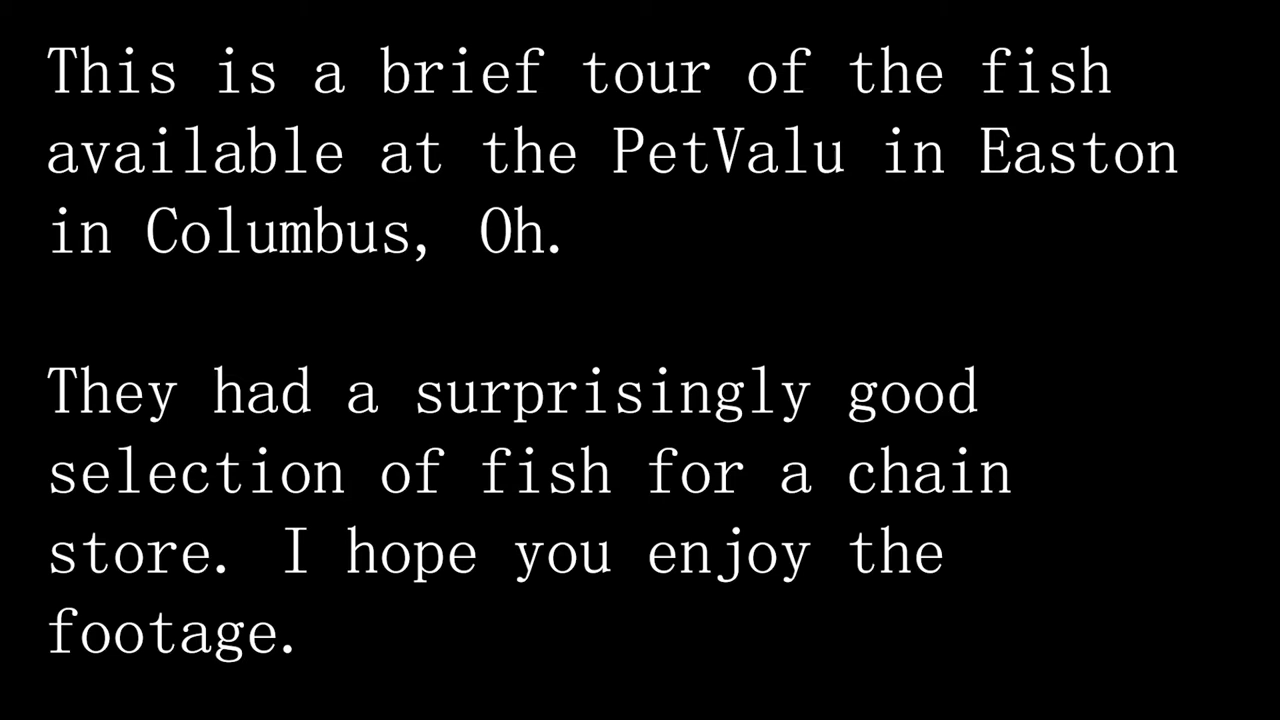 This is a brief tour of the fish
available at the PetValu in Easton
in Columbus, Oh.
They had a surprisingly good
selection of fish for a chain
store. I hope you enjoy the
footage.